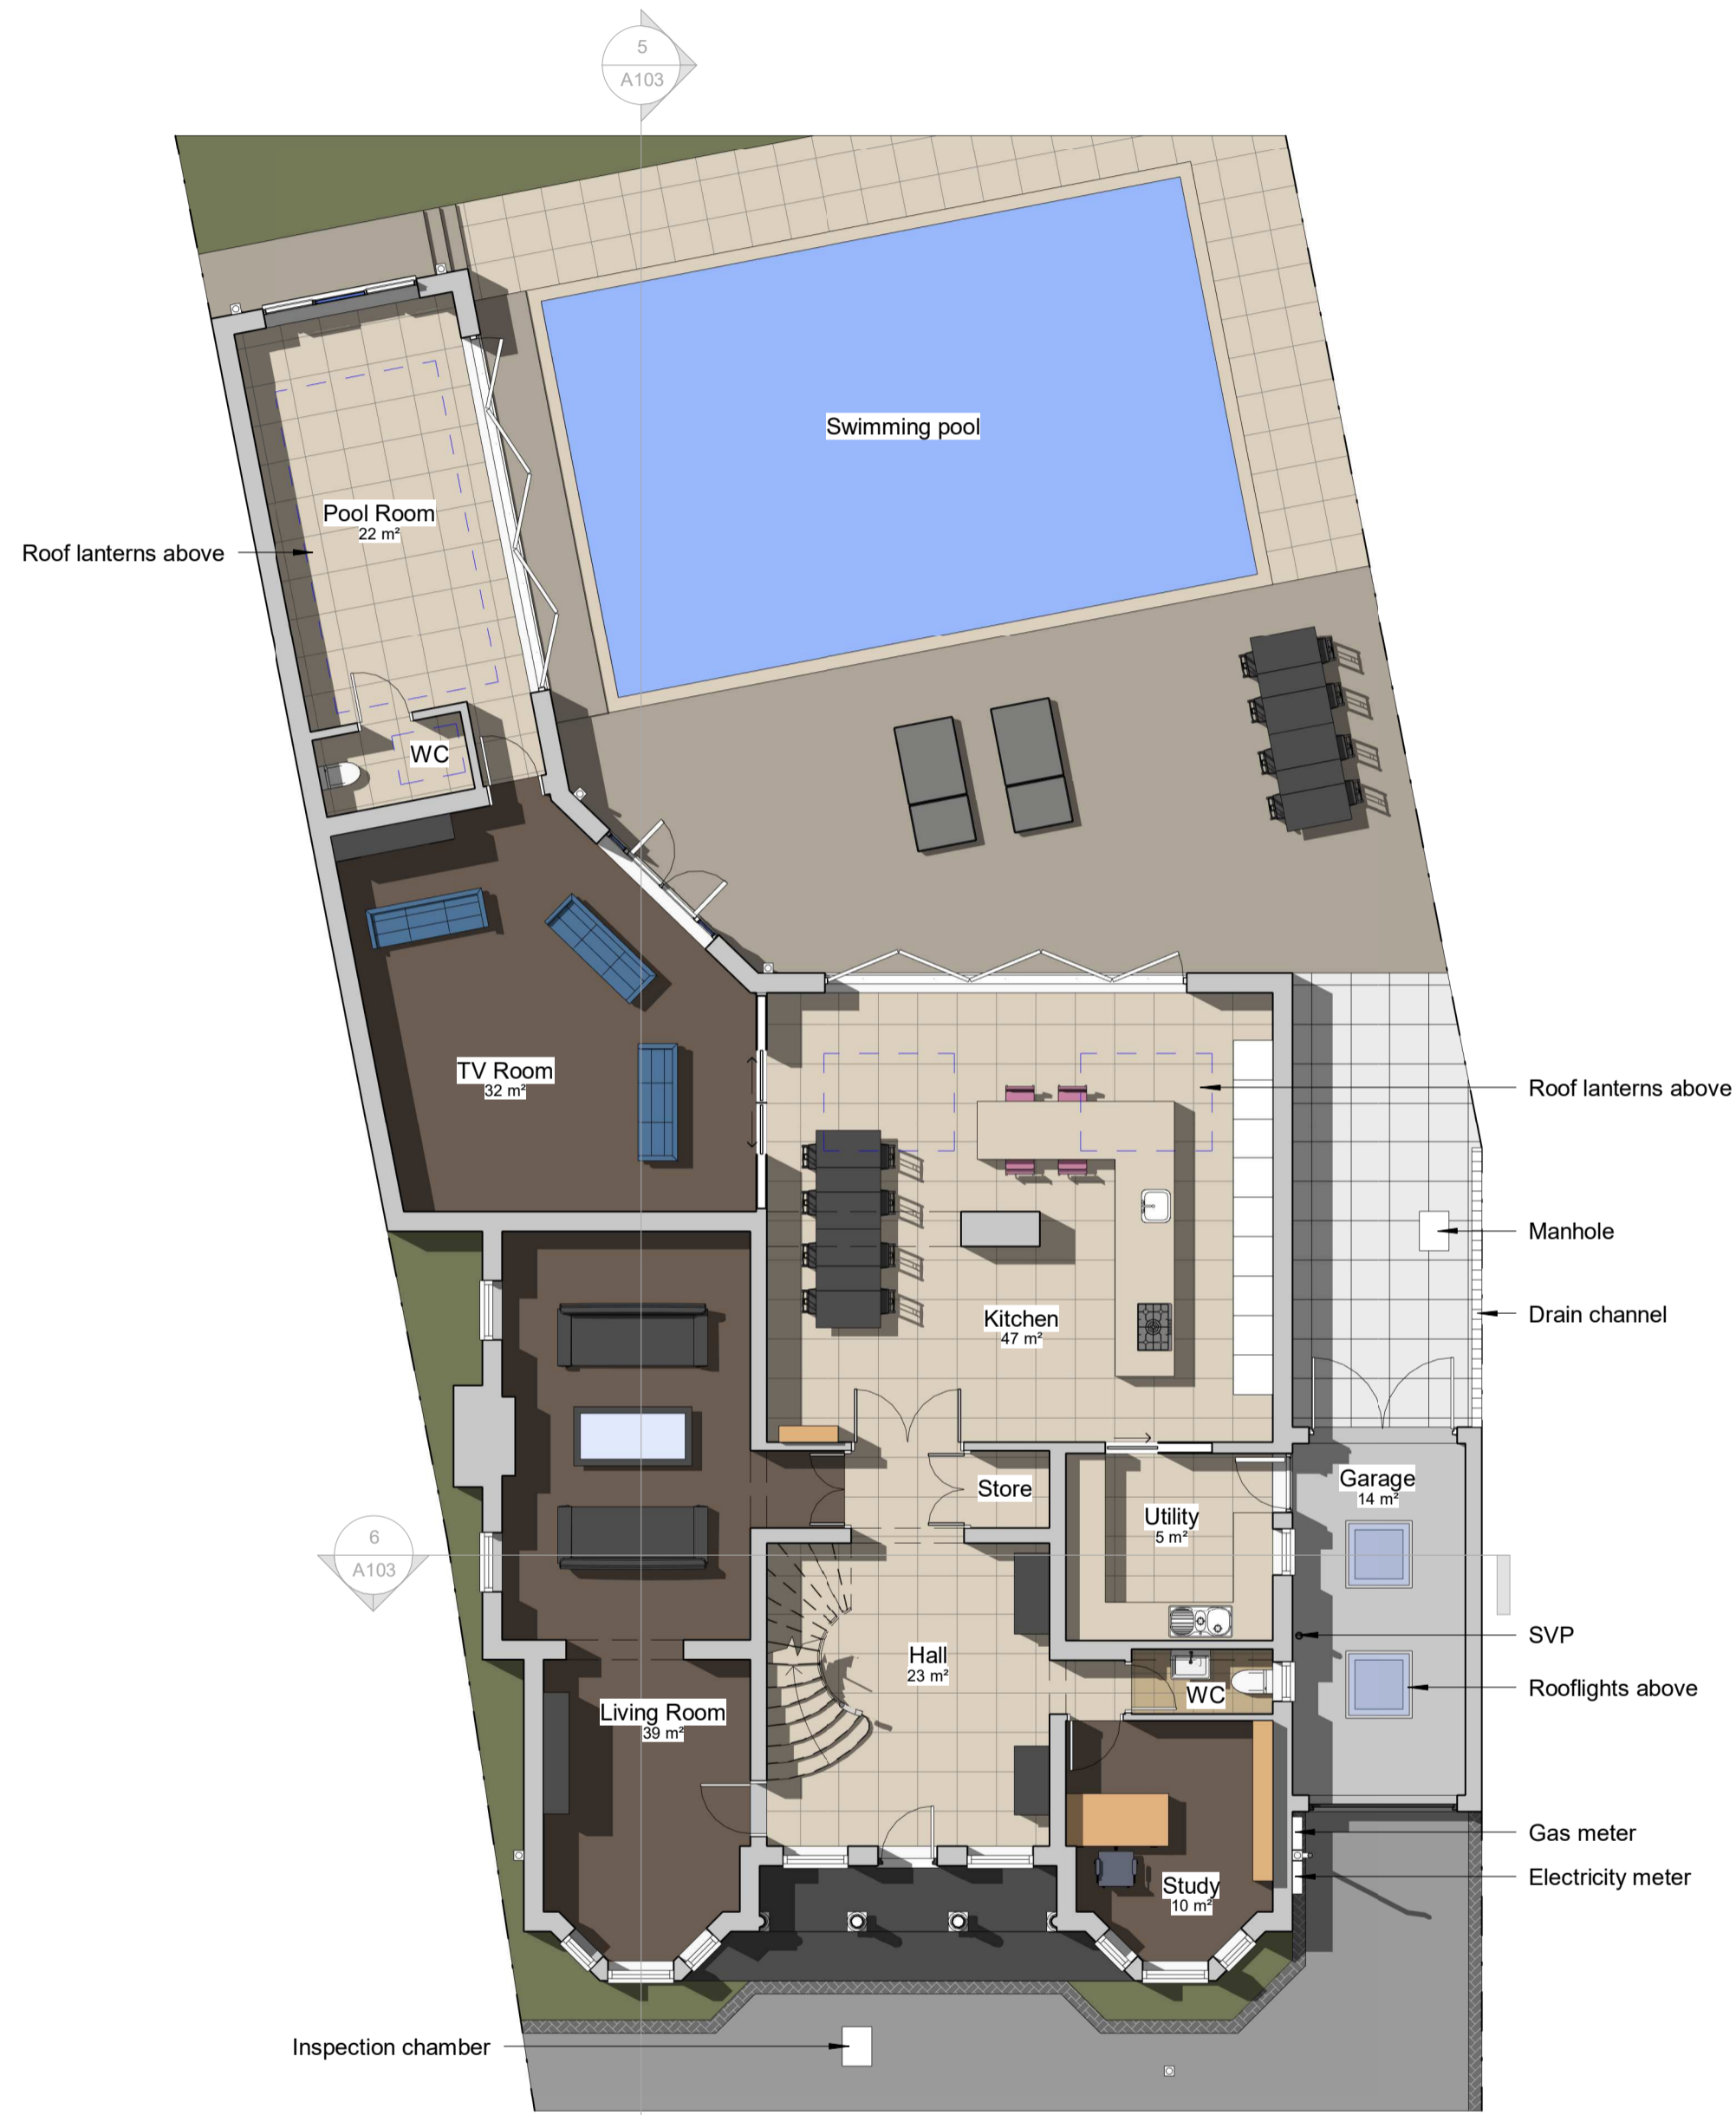 5
A103
Swimming pool
Pool Room
22 m²
Roof lanterns above
WC
TV Room
32 m²
Roof lanterns above
Manhole
Drain channel
Kitchen
47 m²
Garage
14 m²
Store
Utility
5 m²
6
A103
SVP
Hall
23 m²
Rooflights above
WC
Living Room
39 m²
Gas meter
Electricity meter
Study
10 m²
Inspection chamber